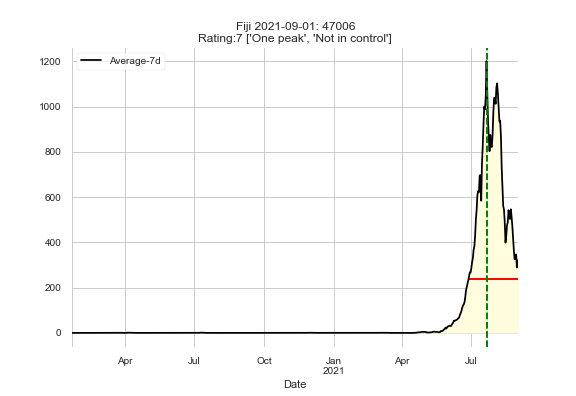 Fiji 2021-09-01: 47006
Rating:7 ['One peak', 'Not in control']
Average-7d
1200
1000
800
600
400
200
0
Apr Jul Oct Jan Apr Jul
2021
Date